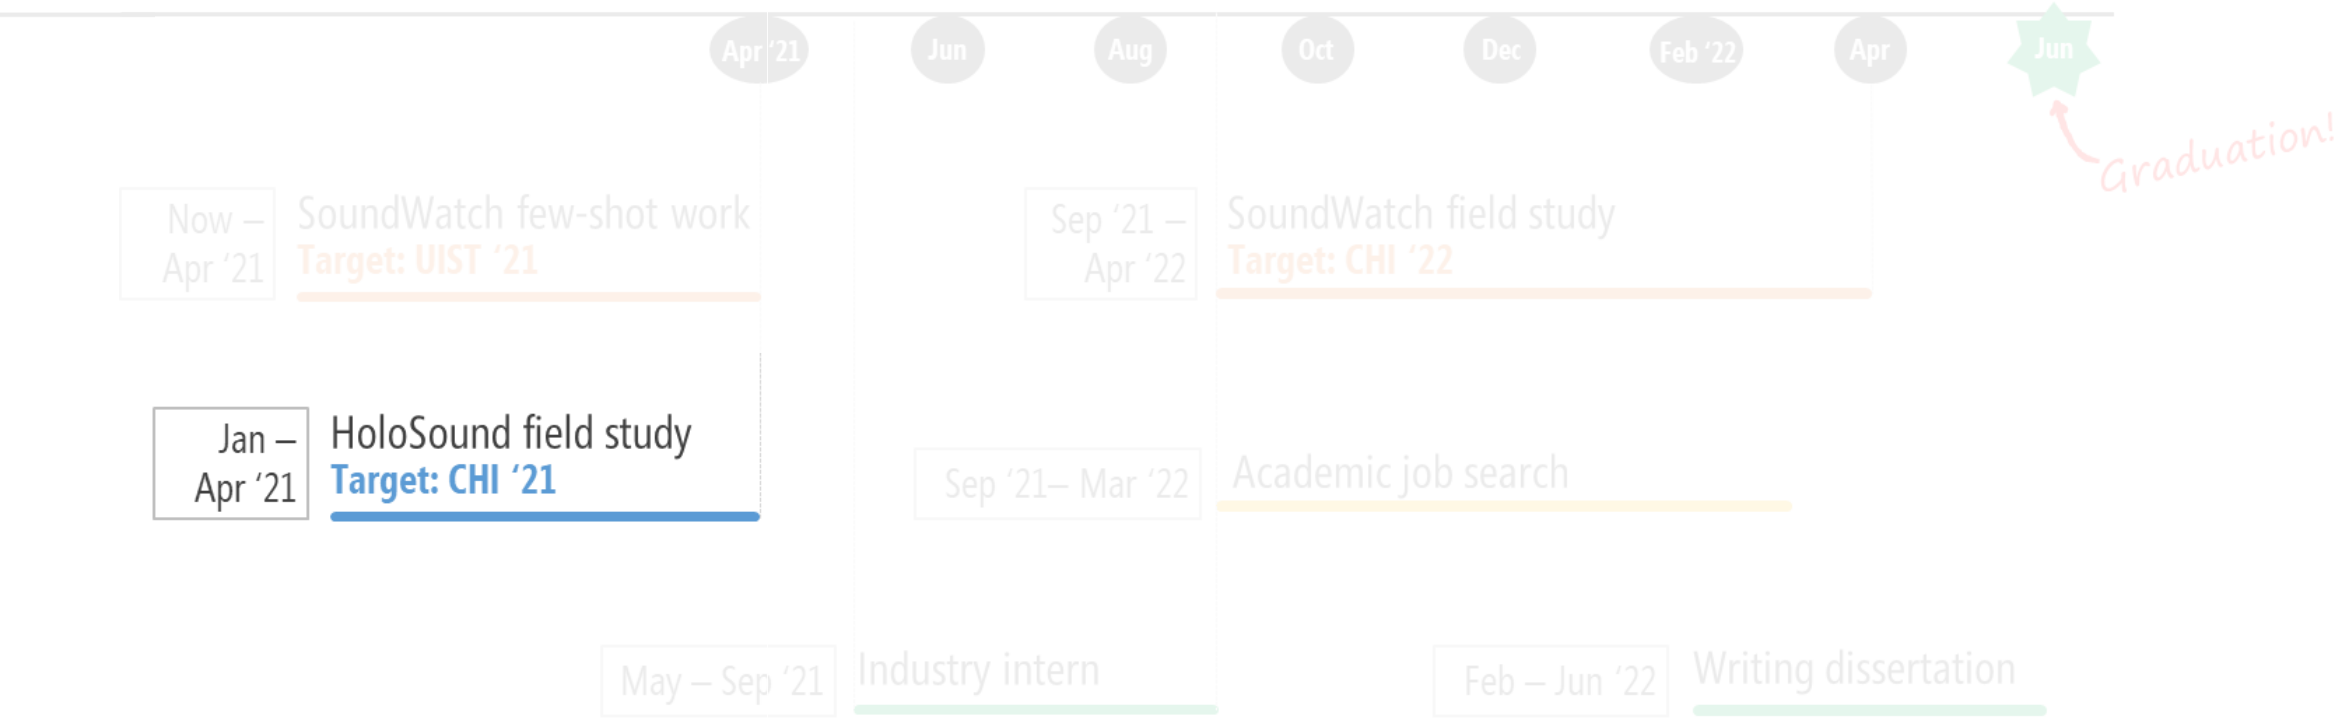 Apr ‘21 Jun Aug Oct Dec Feb ‘22 Apr Jun
Graduation!
Now –
Apr ‘21
SoundWatch few-shot work
Target: UIST ‘21
Sep ‘21 –
Apr ‘22
SoundWatch field study
Target: CHI ‘22
Jan –
Apr ‘21
HoloSound field study
Target: CHI ‘21
Sep ‘21– Mar ‘22
Academic job search
May – Sep ‘21
Industry intern
Feb – Jun ‘22
Writing dissertation